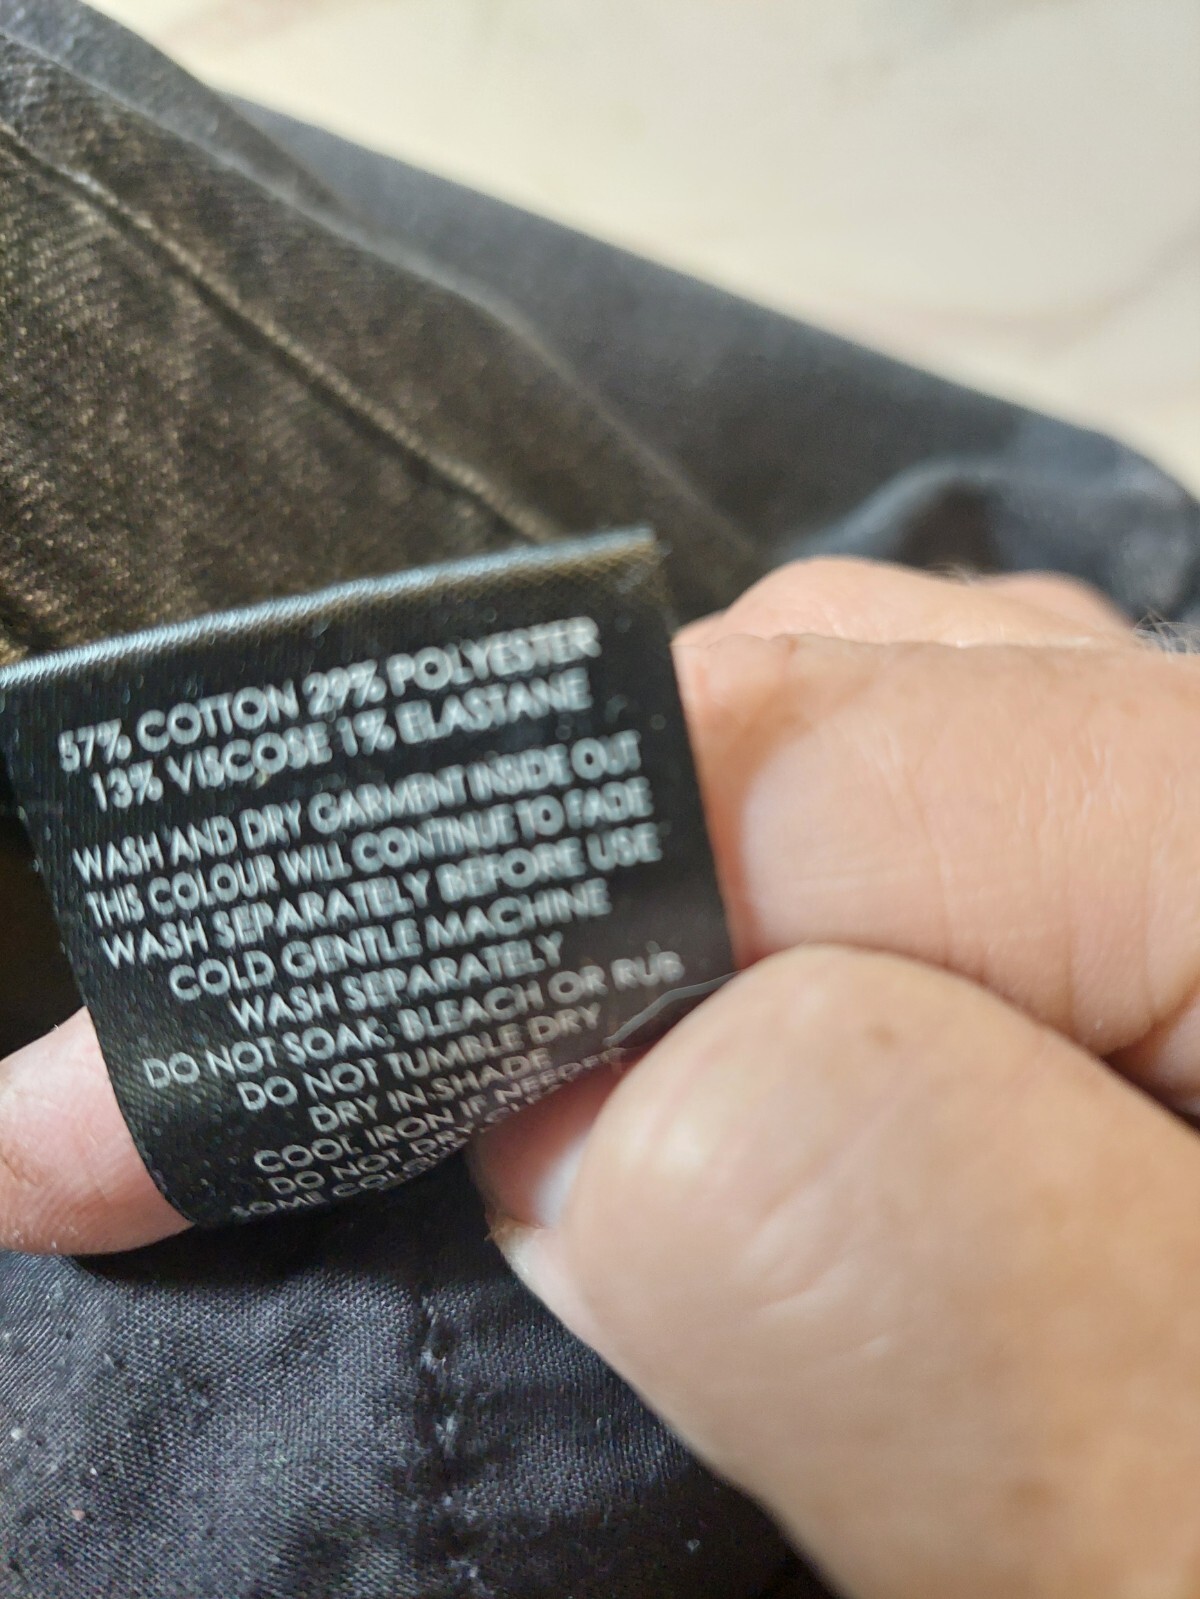 57% COTTON 29% POLYESTER
13% VISCOSE 1% ELASTANE
WASH AND DRY GARMENT INSIDE OUT
THIS COLOUR WILL CONTINUE TO FADE
WASH SEPARATELY BEFORE USE
COLD GENTLE MACHINE
WASH SEPARATELY
DO NOT SOAK, BLEACH OR RUB
DO NOT TUMBLE DRY
DRY IN SHADE
COOL IRON IF NEEDED
DO NOT DRY
SOME